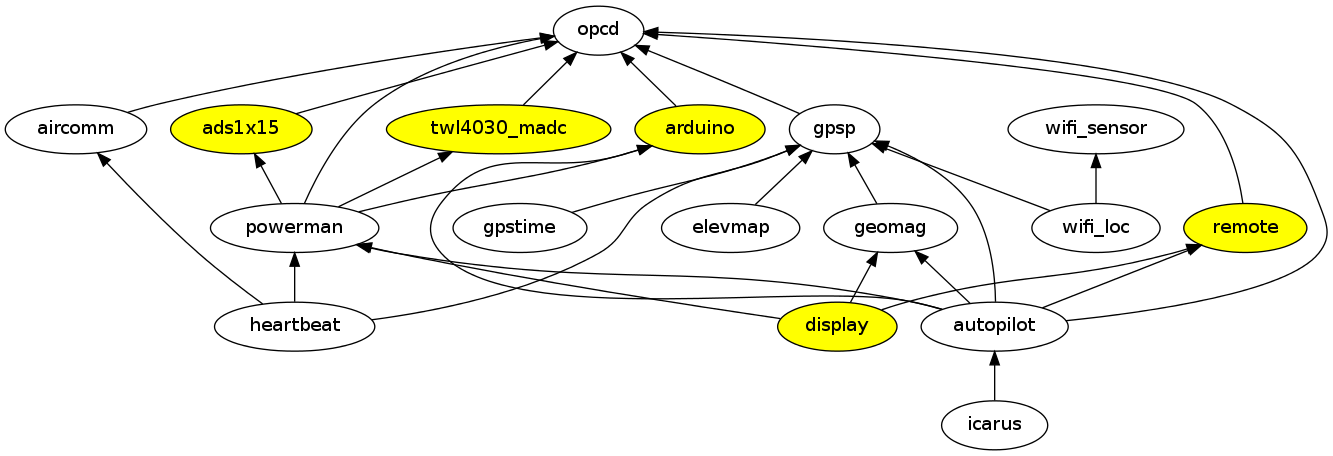 opcd
aircomm
ads1x15
twl4030_madc
arduino
gpsp
wifi_sensor
powerman
gpstime
elevmap
geomag
wifi_loc
remote
heartbeat
display
autopilot
icarus